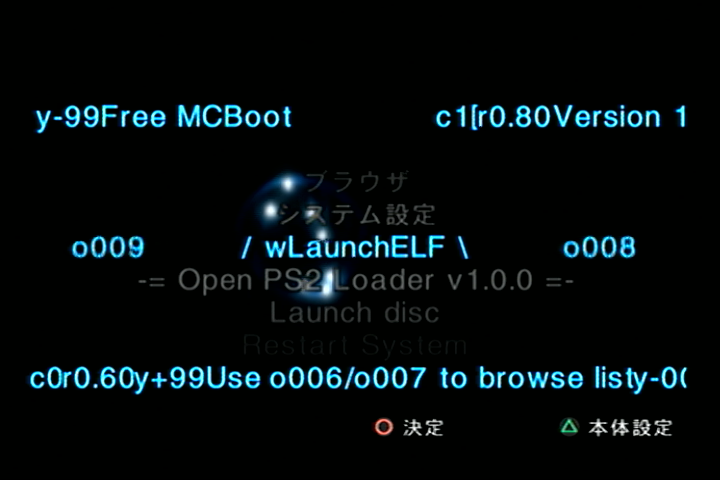 y-99Free MCBoot c1[r0.80Version 1
ブラウザ
システム設定
o009 / wLaunchELF \ o008
-= Open PS2 Loader v1.0.0 =-
Launch disc
Restart System
c0r0.60y+99Use o006/o007 to browse listy-00
決定 本体設定